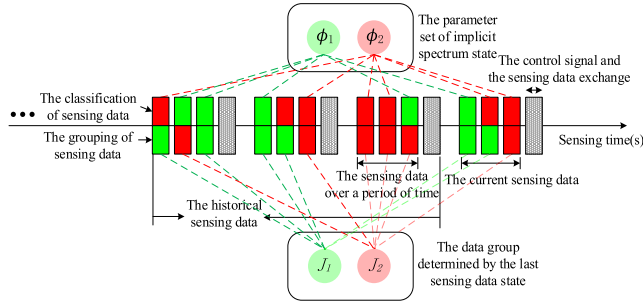 ϕ1 ϕ2
The parameter
set of implicit
spectrum state
The control signal and
the sensing data exchange
The classification
of sensing data
The grouping of
sensing data
Sensing time(s)
The sensing data
over a period of time
The current sensing data
The historical
sensing data
J1 J2
The data group
determined by the last
sensing data state